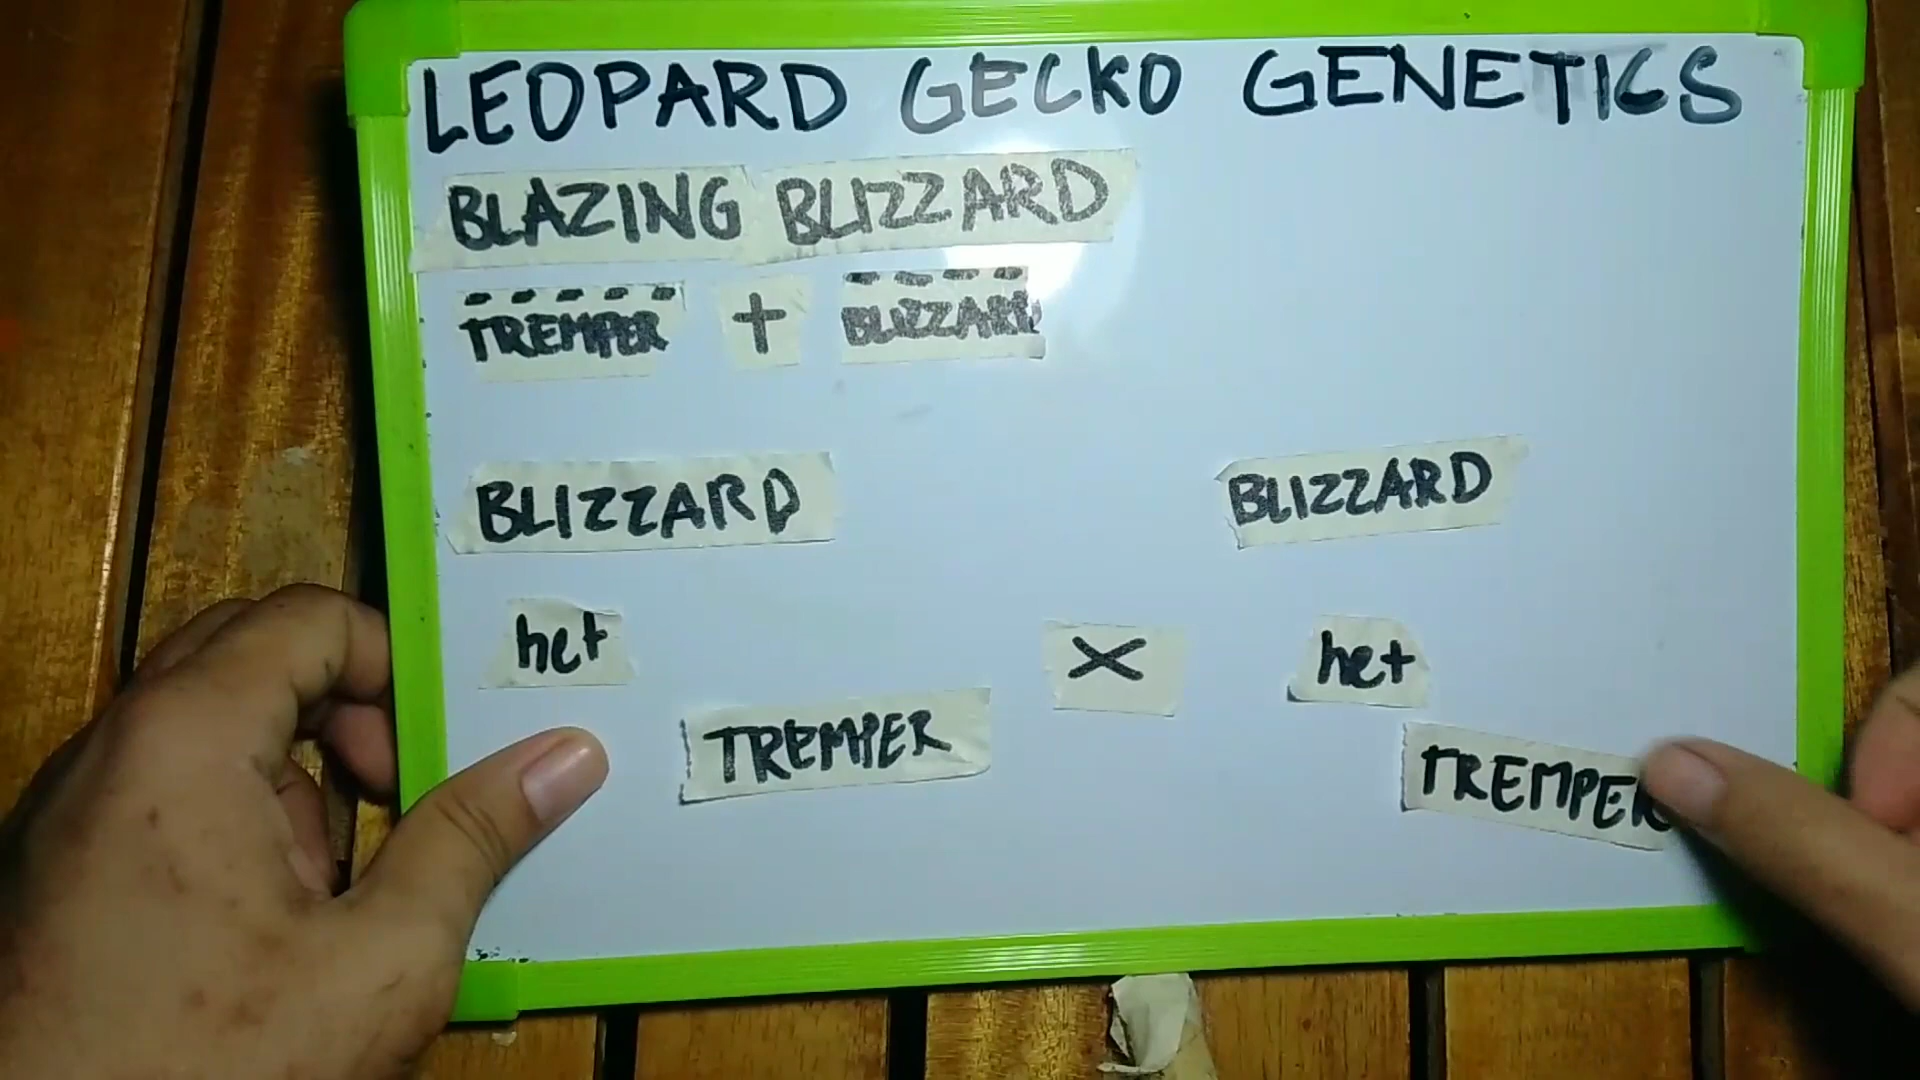 LEOPARD GECKO GENETICS
BLAZING BLIZZARD
TREMPER + BLIZZARD
BLIZZARD BLIZZARD
het X het
TREMPER TREMPER